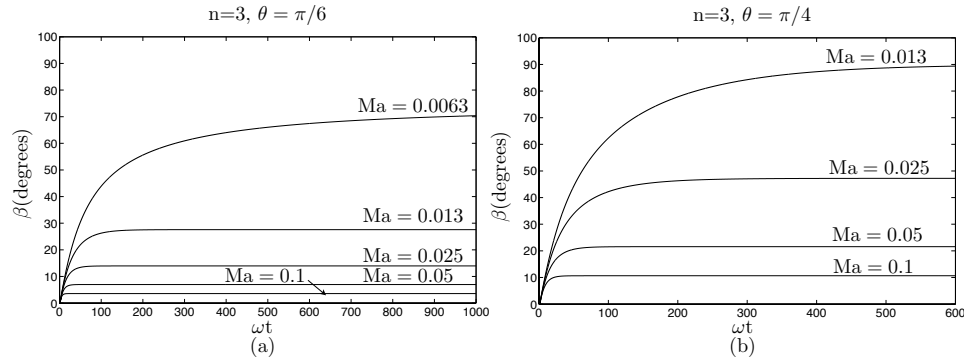 n=3, θ = π/6
100
90
80
70
60
50
40
30
20
10
0
β(degrees)
Ma = 0.0063
Ma = 0.013
Ma = 0.025
Ma = 0.1
Ma = 0.05
0 100 200 300 400 500 600 700 800 900 1000
ωt
(a)
n=3, θ = π/4
100
90
80
70
60
50
40
30
20
10
0
β(degrees)
Ma = 0.013
Ma = 0.025
Ma = 0.05
Ma = 0.1
0 100 200 300 400 500 600
ωt
(b)